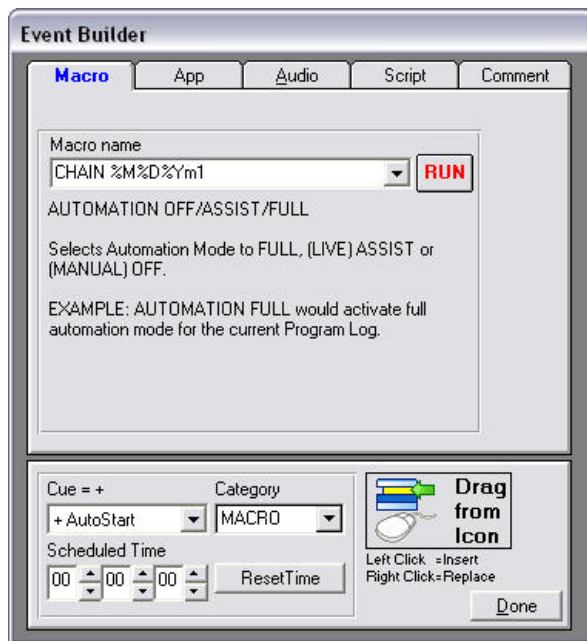 Event Builder
Macro App Audio Script Comment
Macro name
CHAIN %M%D%Ym1 RUN
AUTOMATION OFF/ASSIST/FULL
Selects Automation Mode to FULL, (LIVE) ASSIST or
(MANUAL) OFF.
EXAMPLE: AUTOMATION FULL would activate full
automation mode for the current Program Log.
Cue = + Category
+ AutoStart MACRO
Scheduled Time
00 00 00 ResetTime
Drag
from
Icon
Left Click =Insert
Right Click=Replace
Done